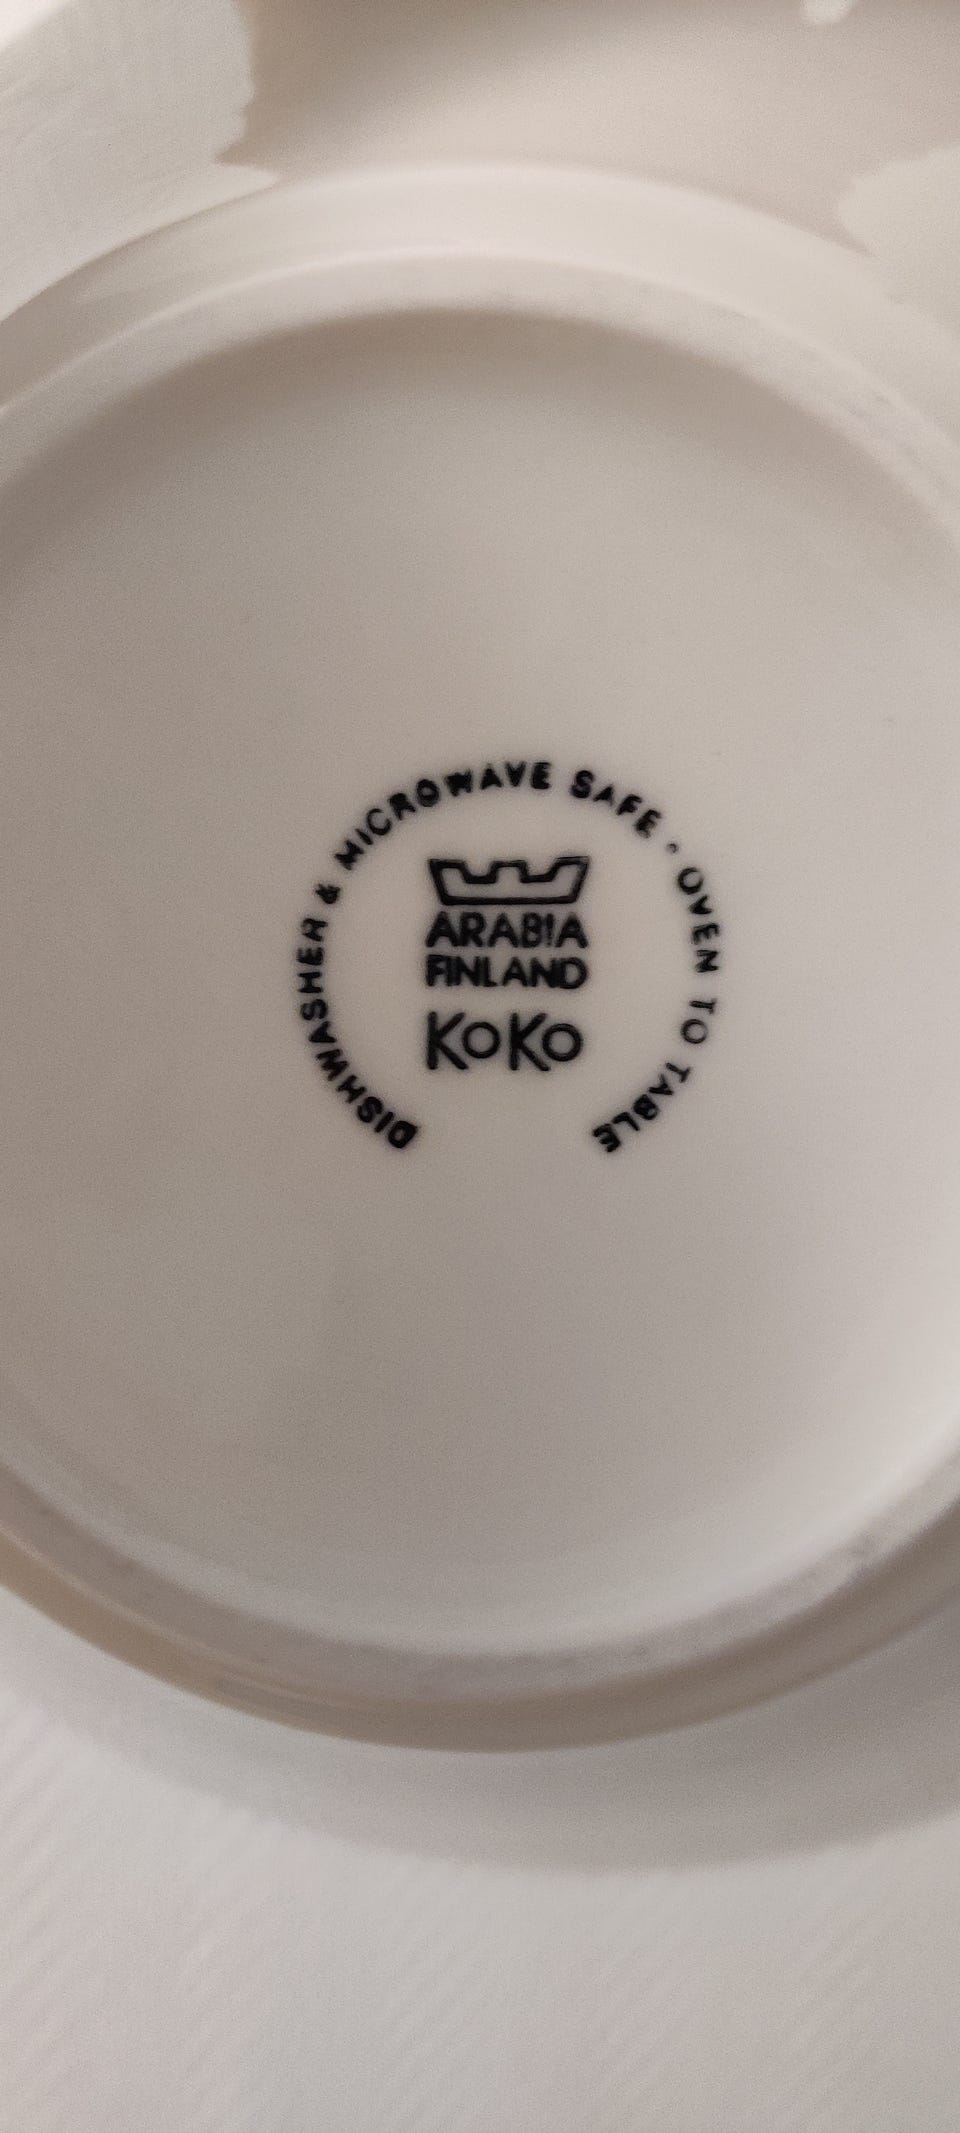 DISHWASHER & MICROWAVE SAFE · OVEN TO TABLE
ARABIA
FINLAND
KoKo